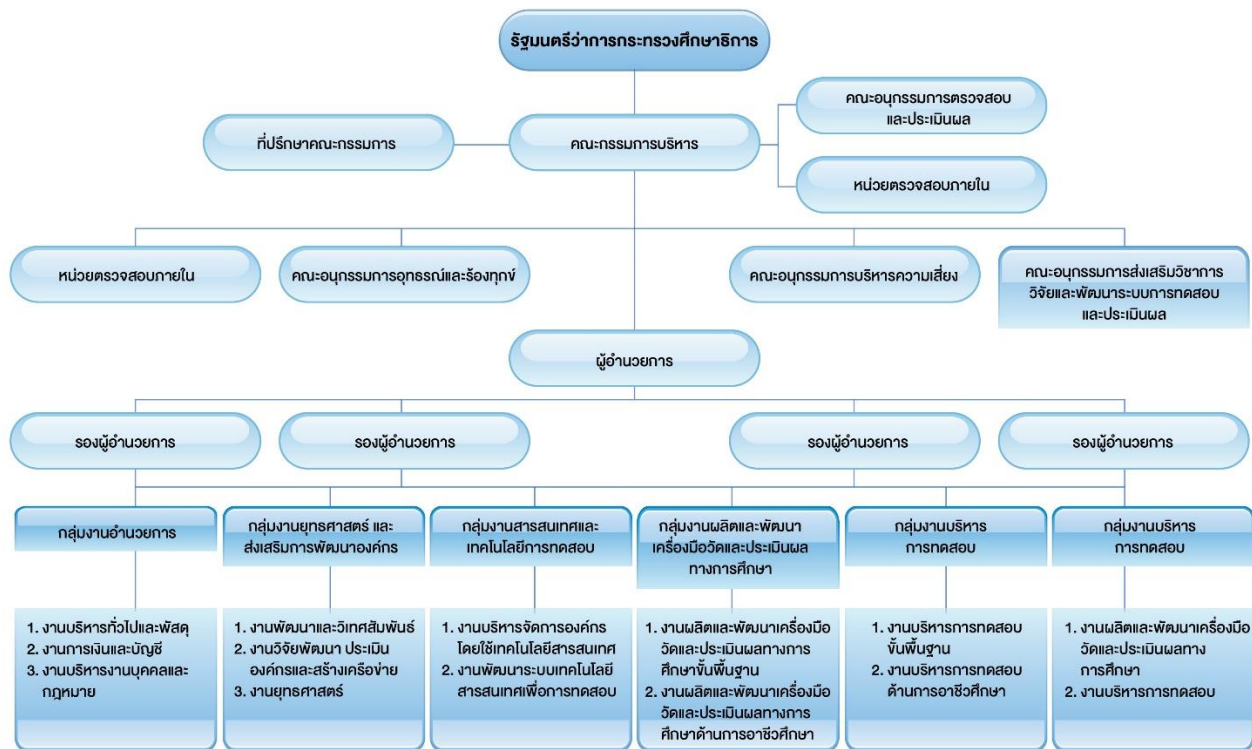 รัฐมนตรีว่าการกระทรวงศึกษาธิการ
คณะอนุกรรมการตรวจสอบ
และประเมินผล
ที่ปรึกษาคณะกรรมการ
คณะกรรมการบริหาร
หน่วยตรวจสอบภายใน
หน่วยตรวจสอบภายใน
คณะอนุกรรมการอุทธรณ์และร้องทุกข์
คณะอนุกรรมการบริหารความเสี่ยง
คณะอนุกรรมการส่งเสริมวิชาการ
วิจัยและพัฒนาระบบการทดสอบ
และประเมินผล
ผู้อำนวยการ
รองผู้อำนวยการ
รองผู้อำนวยการ
รองผู้อำนวยการ
รองผู้อำนวยการ
กลุ่มงานอำนวยการ
กลุ่มงานยุทธศาสตร์ และ
ส่งเสริมการพัฒนาองค์กร
กลุ่มงานสารสนเทศและ
เทคโนโลยีการทดสอบ
กลุ่มงานผลิตและพัฒนา
เครื่องมือวัดและประเมินผล
ทางการศึกษา
กลุ่มงานบริหาร
การทดสอบ
กลุ่มงานบริหาร
การทดสอบ
1. งานบริหารทั่วไปและพัสดุ
2. งานการเงินและบัญชี
3. งานบริหารงานบุคคลและ
กฎหมาย
1. งานพัฒนาและวิเทศสัมพันธ์
2. งานวิจัยพัฒนา ประเมิน
องค์กรและสร้างเครือข่าย
3. งานยุทธศาสตร์
1. งานบริหารจัดการองค์กร
โดยใช้เทคโนโลยีสารสนเทศ
2. งานพัฒนาระบบเทคโนโลยี
สารสนเทศเพื่อการทดสอบ
1. งานผลิตและพัฒนาเครื่องมือ
วัดและประเมินผลทางการ
ศึกษาขั้นพื้นฐาน
2. งานผลิตและพัฒนาเครื่องมือ
วัดและประเมินผลทางการ
ศึกษาด้านการอาชีวศึกษา
1. งานบริหารการทดสอบ
ขั้นพื้นฐาน
2. งานบริหารการทดสอบ
ด้านการอาชีวศึกษา
1. งานผลิตและพัฒนาเครื่องมือ
วัดและประเมินผลทาง
การศึกษา
2. งานบริหารการทดสอบ